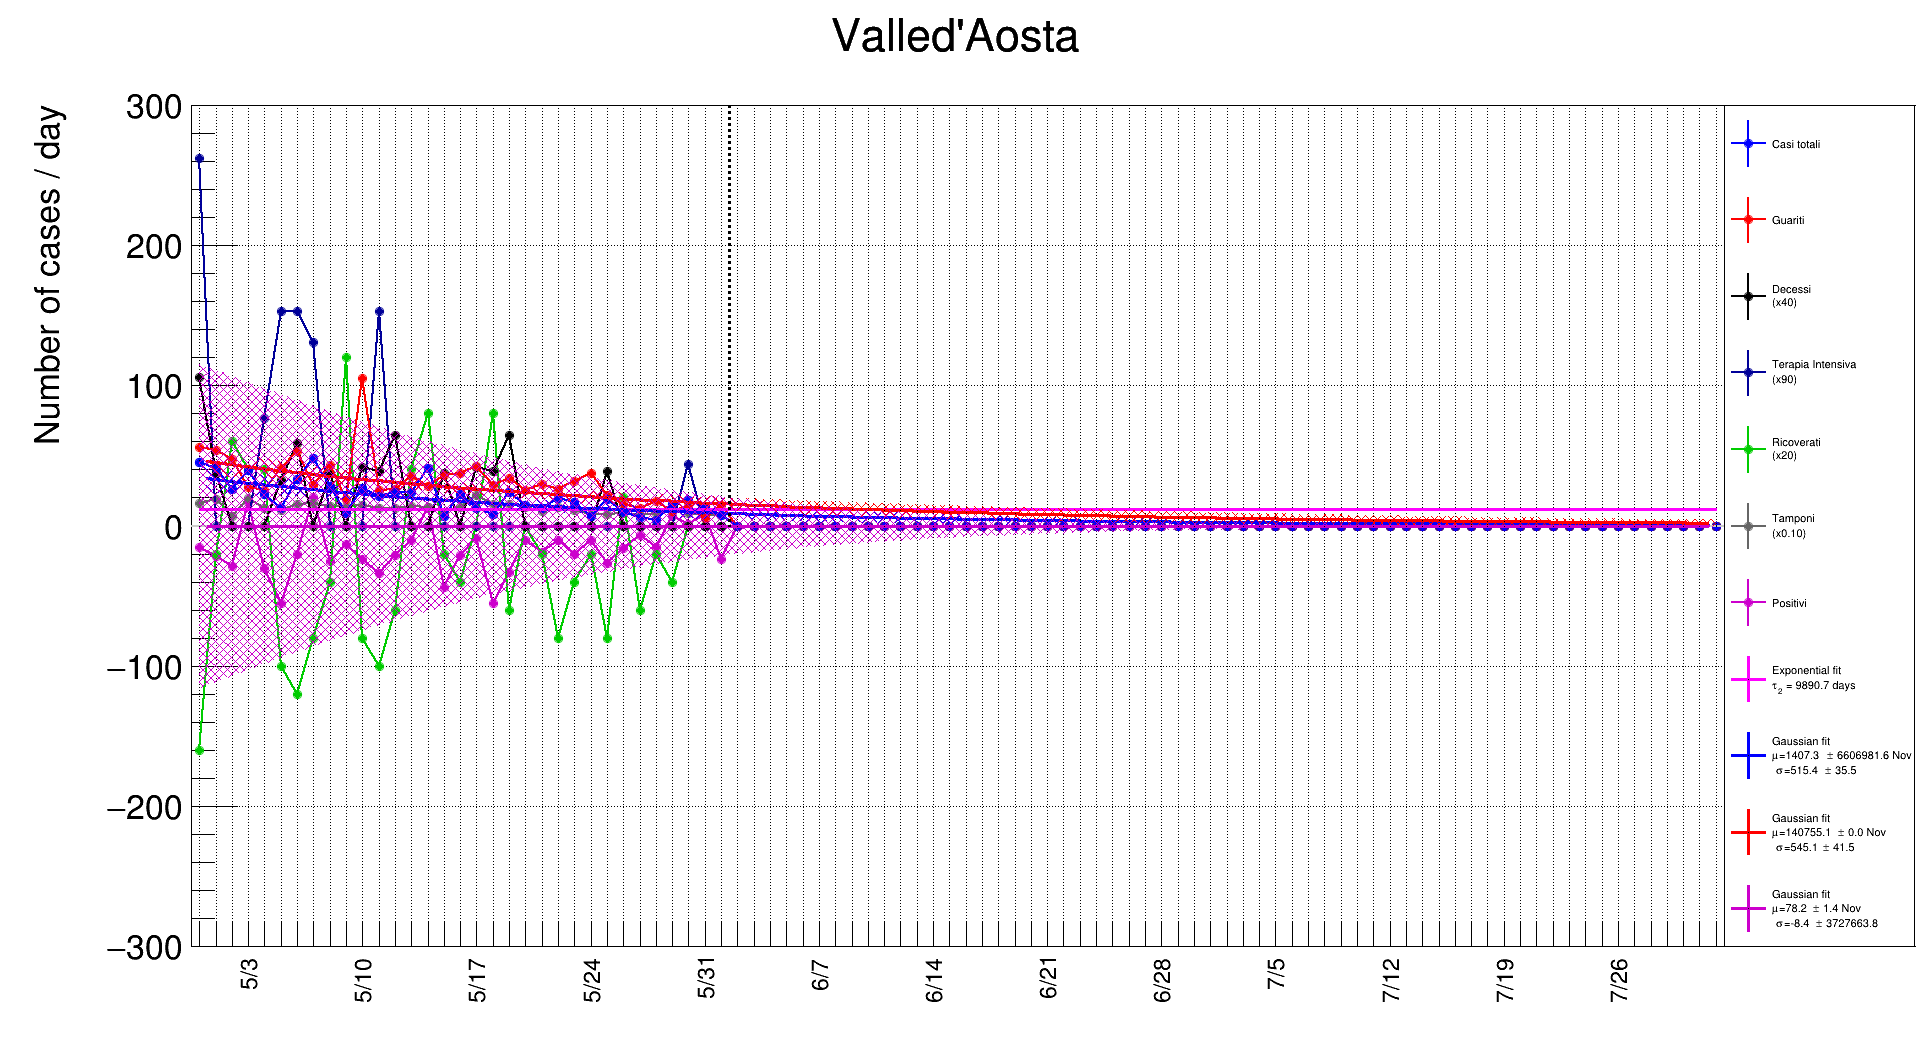 Valled'Aosta
Number of cases / day
300
200
100
0
−100
−200
−300
5/3
5/10
5/17
5/24
5/31
6/7
6/14
6/21
6/28
7/5
7/12
7/19
7/26
Casi totali
Guariti
Decessi
(x40)
Terapia Intensiva
(x90)
Ricoverati
(x20)
Tamponi
(x0.10)
Positivi
Exponential fit
τ2 = 9890.7 days
Gaussian fit
μ=1407.3 ± 6606981.6 Nov
σ=515.4 ± 35.5
Gaussian fit
μ=140755.1 ± 0.0 Nov
σ=545.1 ± 41.5
Gaussian fit
μ=78.2 ± 1.4 Nov
σ=-8.4 ± 3727663.8